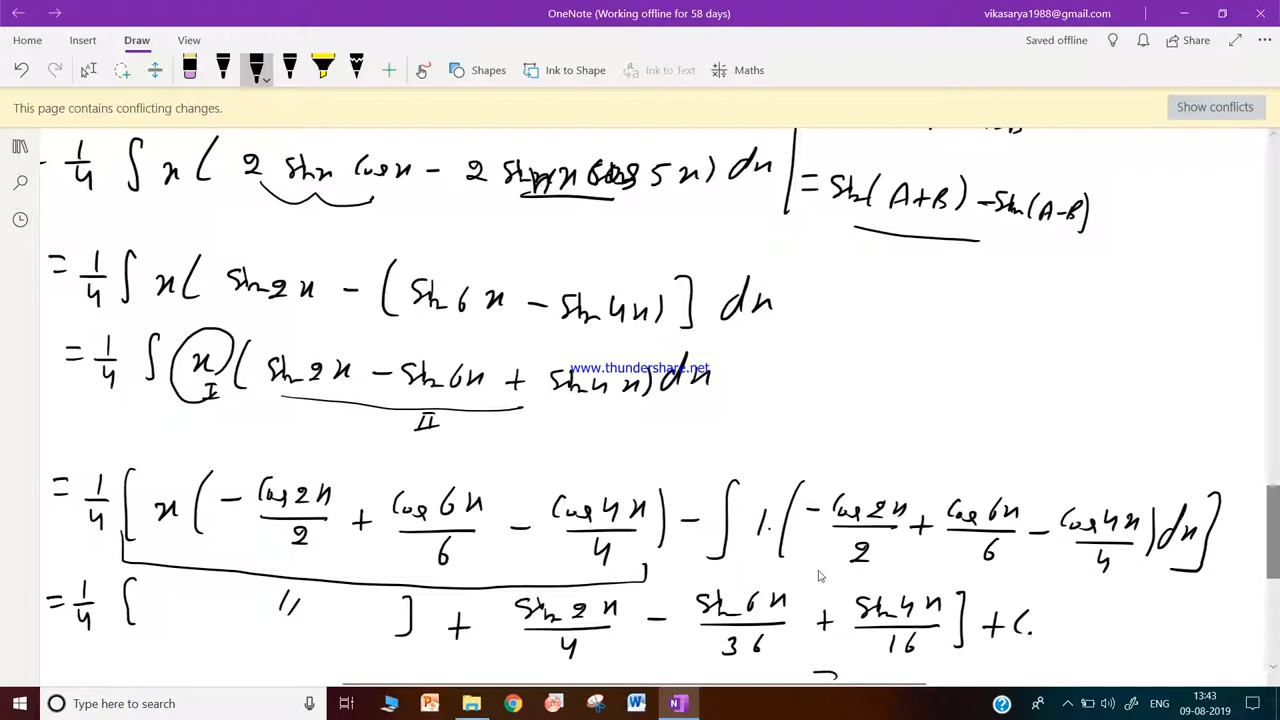 OneNote (Working offline for 58 days)
vikasarya1988@gmail.com
Home Insert Draw View
Saved offline
Share
Ink to Shape
Shapes
Ink to Text
Maths
This page contains conflicting changes.
Show conflicts
1/4 ∫ x ( 2 sin x cos x - 2 sin x cos 5x ) dx
= Sin(A+B) - Sin(A-B)
= 1/4 ∫ x ( sin 2x - ( sin 6x - sin 4x ) ] dx
= 1/4 ∫ x ( sin 2x - sin 6x + sin 4x ) dx
I
II
www.thundershare.net
= 1/4 [ x ( - cos 2x / 2 + cos 6x / 6 - cos 4x / 4 ) - ∫ 1. ( - cos 2x / 2 + cos 6x / 6 - cos 4x / 4 ) dx ]
= 1/4 { 〃 ] + sin 2x / 4 - sin 6x / 36 + sin 4x / 16 ] + C.
Type here to search
ENG
13:43
09-08-2019